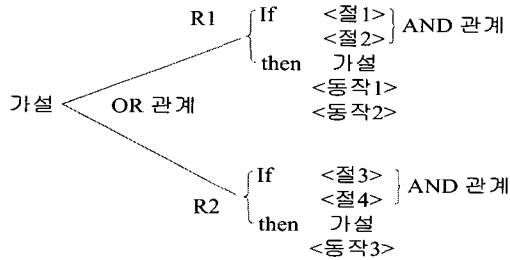 R1 If <절1> AND 관계
<절2>
then 가설
<동작1>
<동작2>
가설 OR 관계
R2 If <절3> AND 관계
<절4>
then 가설
<동작3>